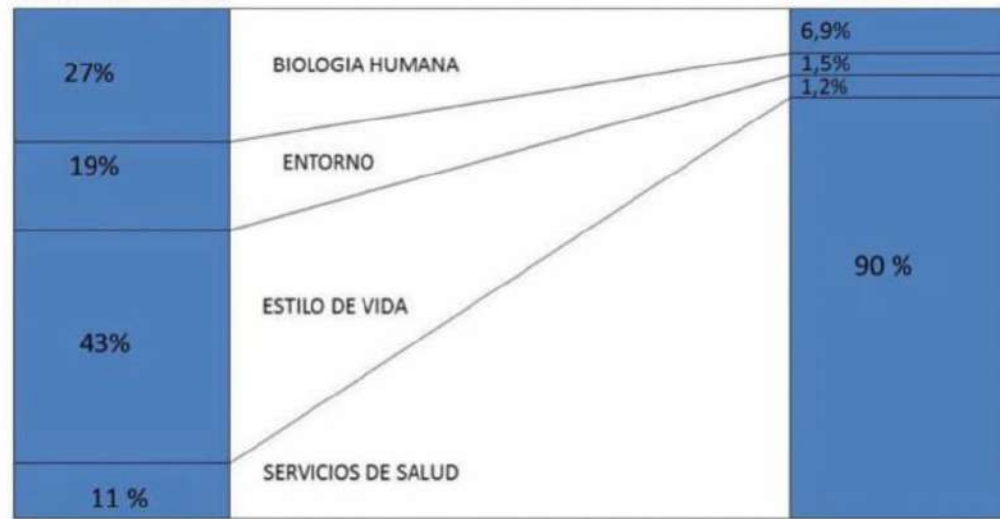 27%
BIOLOGIA HUMANA
6,9%
1,5%
1,2%
19%
ENTORNO
90 %
43%
ESTILO DE VIDA
11 %
SERVICIOS DE SALUD